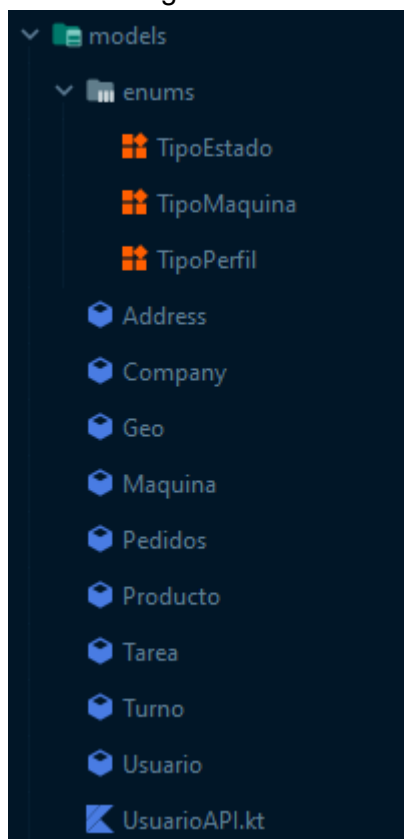 models
enums
TipoEstado
TipoMaquina
TipoPerfil
Address
Company
Geo
Maquina
Pedidos
Producto
Tarea
Turno
Usuario
UsuarioAPI.kt